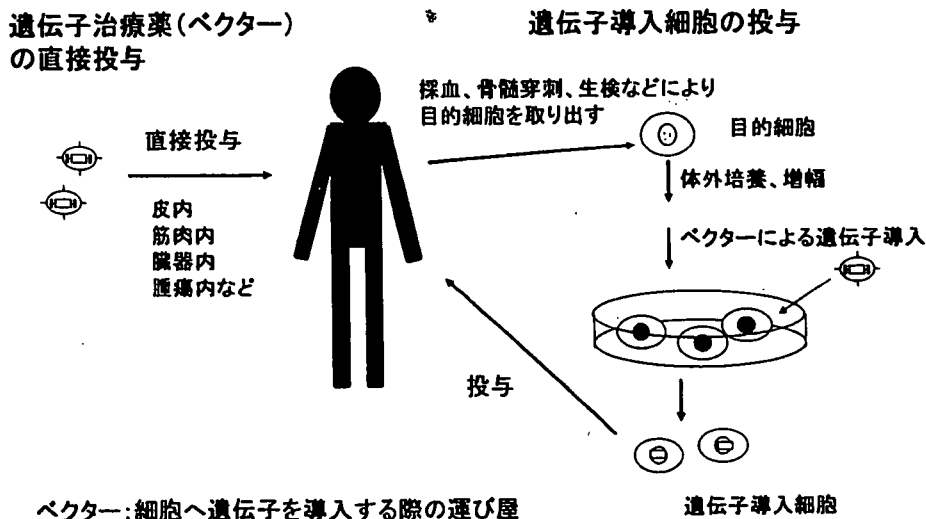 遺伝子治療薬(ベクター)
の直接投与
遺伝子導入細胞の投与
直接投与
皮内
筋肉内
臓器内
腫瘍内など
採血、骨髄穿刺、生検などにより
目的細胞を取り出す
目的細胞
体外培養、増幅
ベクターによる遺伝子導入
投与
遺伝子導入細胞
ベクター:細胞へ遺伝子を導入する際の運び屋